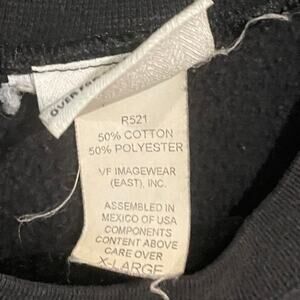 R521
50% COTTON
50% POLYESTER
VF IMAGEWEAR
(EAST), INC.
ASSEMBLED IN
MEXICO OF USA
COMPONENTS
CONTENT ABOVE
CARE OVER
X-LARGE